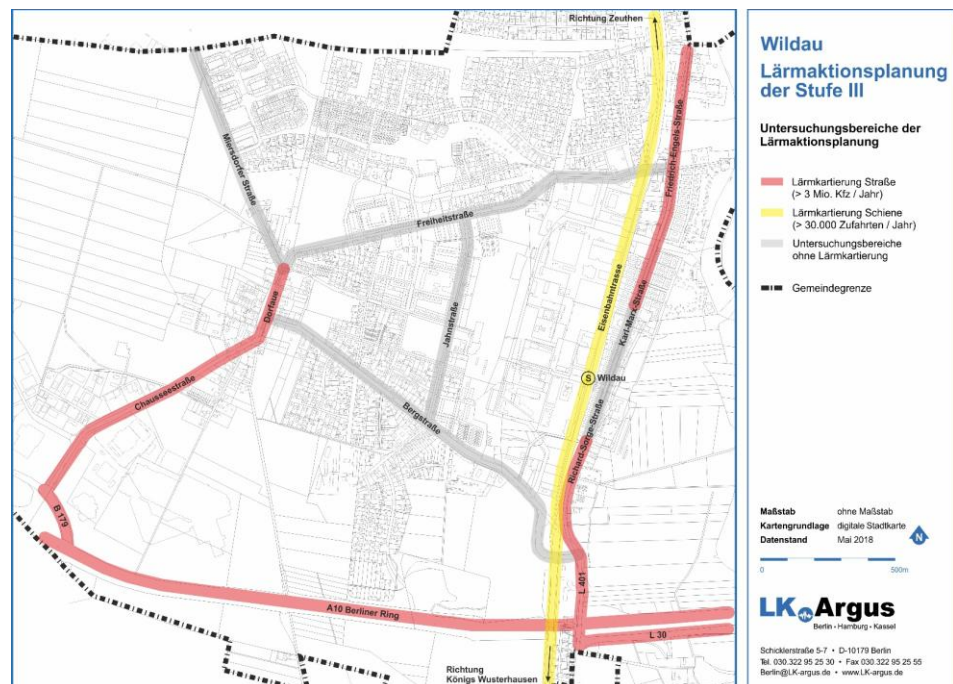 Richtung Zeuthen
Miersdorfer Straße
Friedrich-Engels-Straße
Freiheitstraße
Dorfaue
Eisenbahntrasse
Jahnstraße
Karl-Marx-Straße
S Wildau
Chausseestraße
Bergstraße
Richard-Sorge-Straße
B 179
L 401
A10 Berliner Ring
L 30
Richtung
Königs Wusterhausen
Wildau
Lärmaktionsplanung
der Stufe III
Untersuchungsbereiche der
Lärmaktionsplanung
Lärmkartierung Straße
(> 3 Mio. Kfz / Jahr)
Lärmkartierung Schiene
(> 30.000 Zufahrten / Jahr)
Untersuchungsbereiche
ohne Lärmkartierung
Gemeindegrenze
Maßstab ohne Maßstab
Kartengrundlage digitale Stadtkarte
Datenstand Mai 2018
N
0 500m
LK Argus
Berlin • Hamburg • Kassel
Schicklerstraße 5-7 • D-10179 Berlin
Tel. 030.322 95 25 30 • Fax 030.322 95 25 55
Berlin@LK-argus.de • www.LK-argus.de